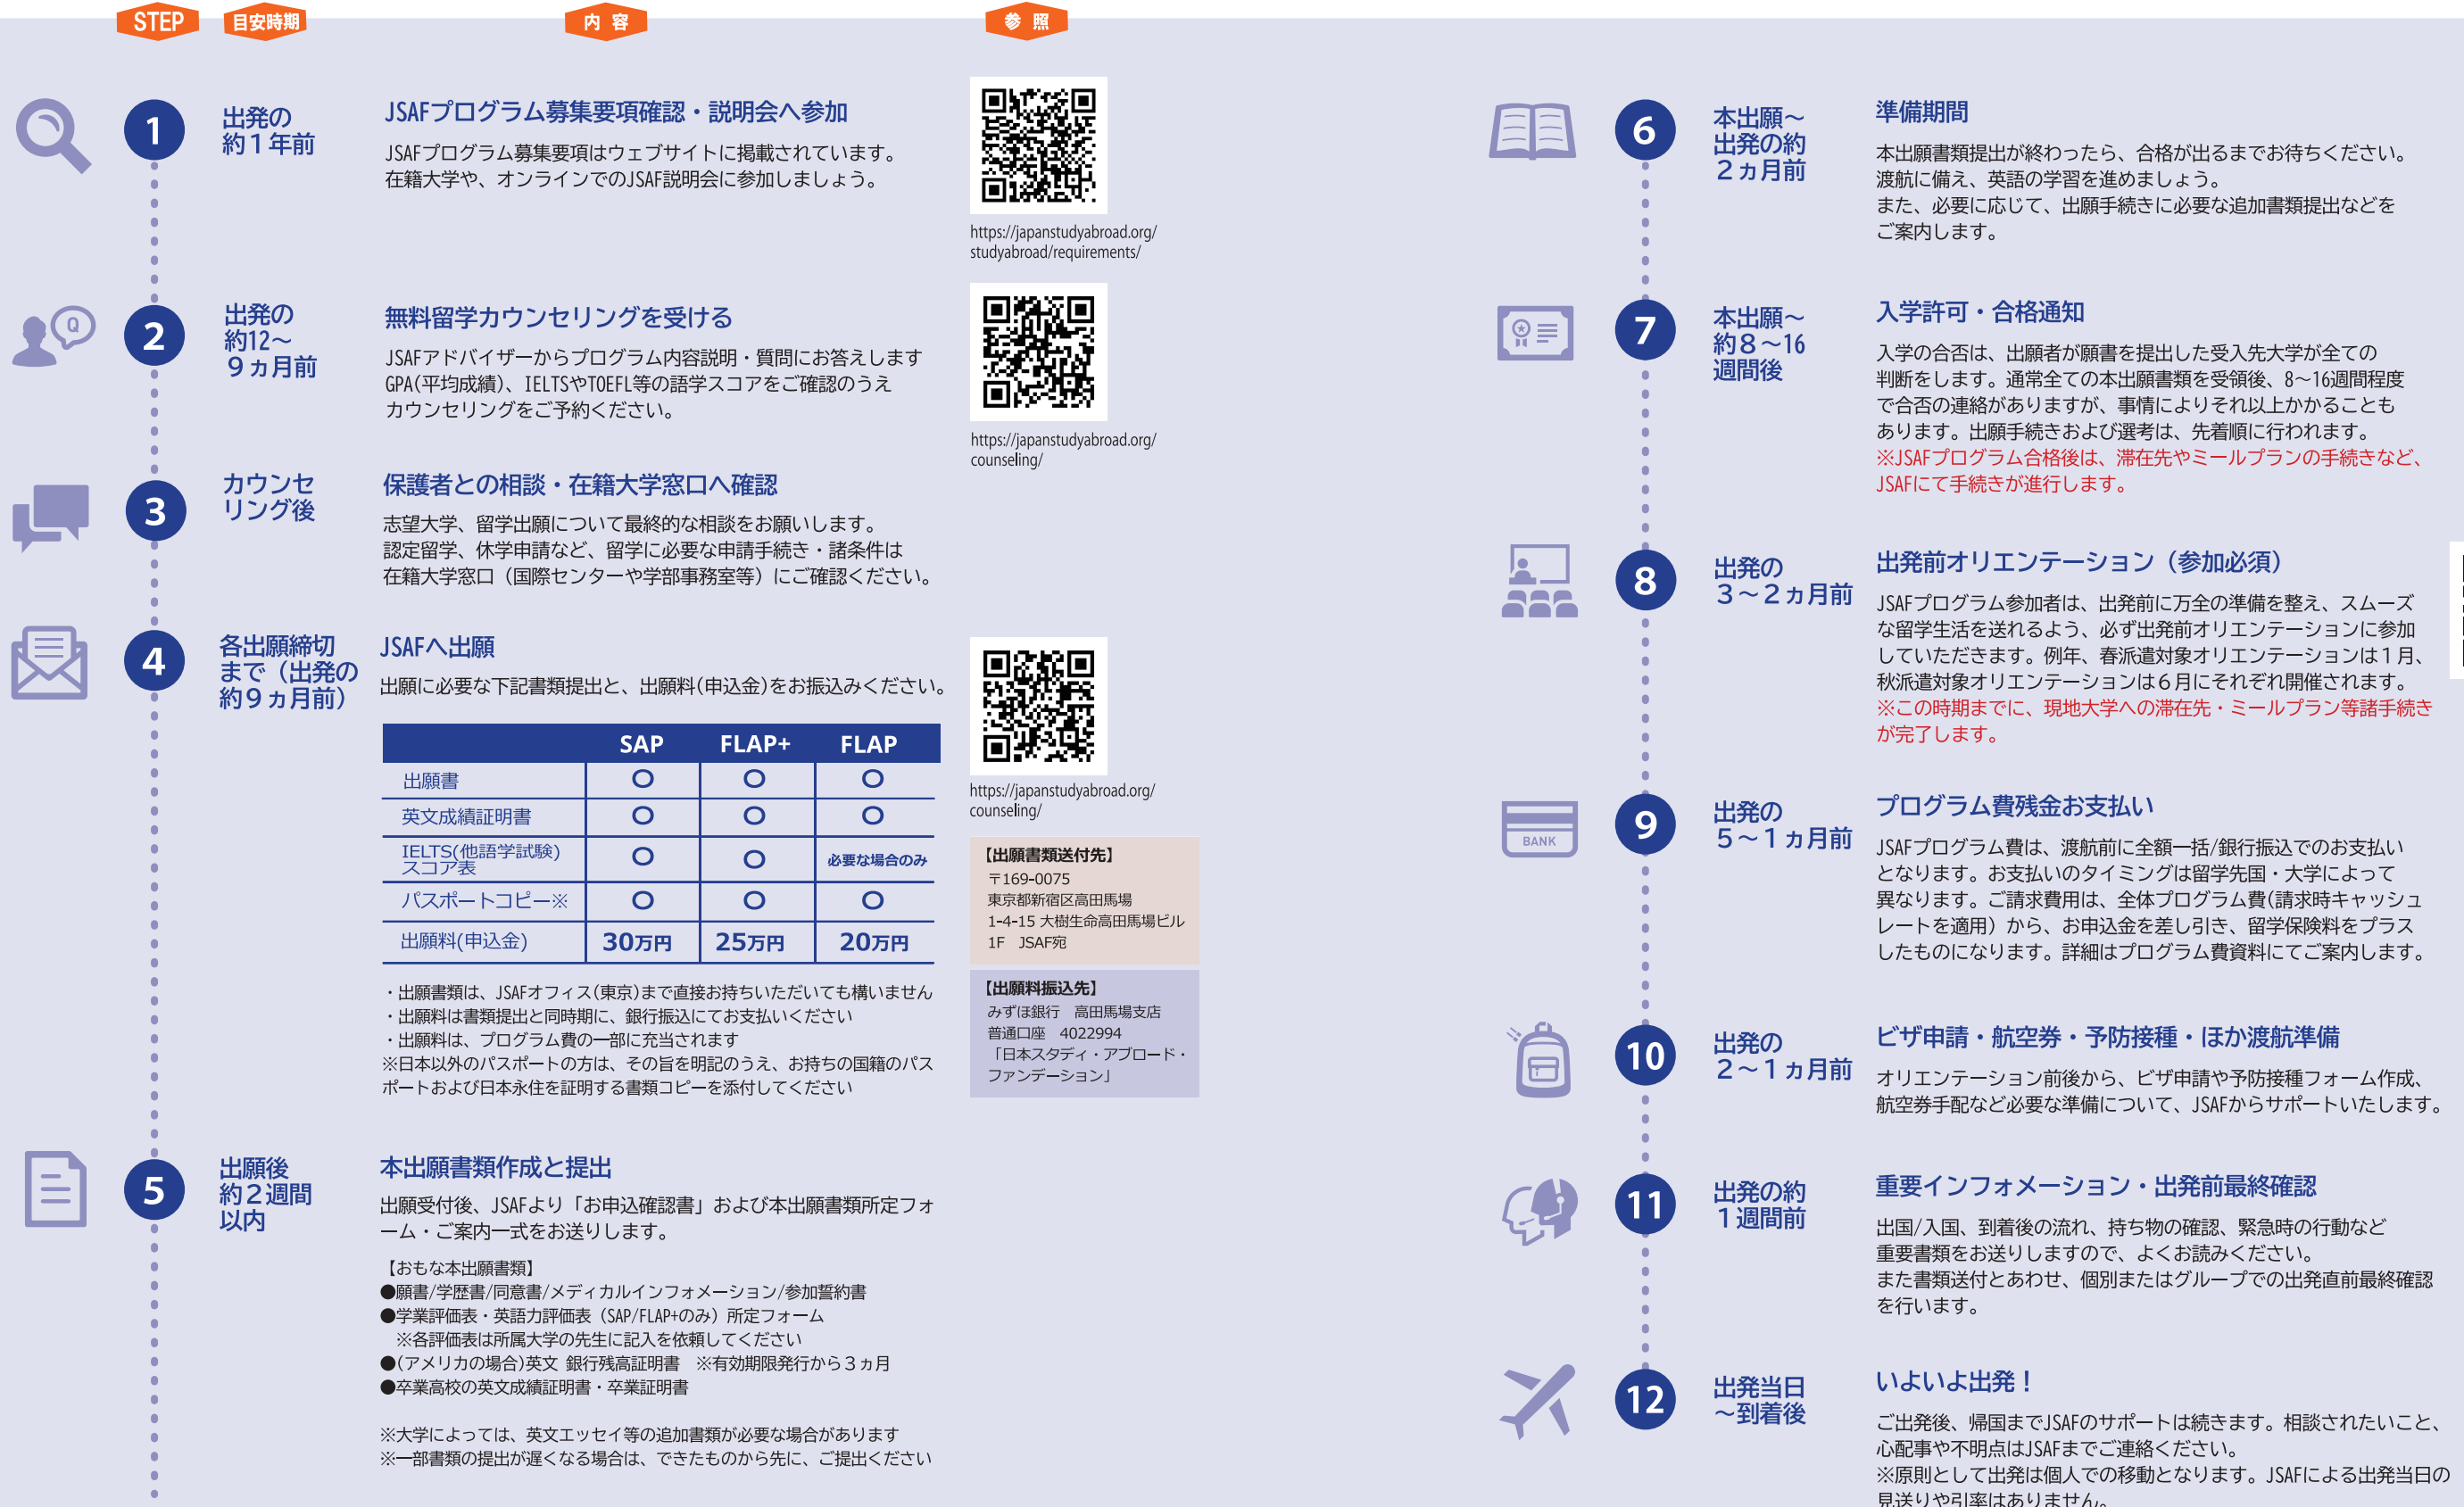 STEP
目安時期
内 容
参 照
1
出発の
約１年前
JSAFプログラム募集要項確認・説明会へ参加
JSAFプログラム募集要項はウェブサイトに掲載されています。
在籍大学や、オンラインでのJSAF説明会に参加しましょう。
https://japanstudyabroad.org/
studyabroad/requirements/
Q
2
出発の
約12～
９ヵ月前
無料留学カウンセリングを受ける
JSAFアドバイザーからプログラム内容説明・質問にお答えします
GPA(平均成績)、IELTSやTOEFL等の語学スコアをご確認のうえ
カウンセリングをご予約ください。
https://japanstudyabroad.org/
counseling/
3
カウンセ
リング後
保護者との相談・在籍大学窓口へ確認
志望大学、留学出願について最終的な相談をお願いします。
認定留学、休学申請など、留学に必要な申請手続き・諸条件は
在籍大学窓口（国際センターや学部事務室等）にご確認ください。
4
各出願締切
まで（出発の
約９ヵ月前）
JSAFへ出願
出願に必要な下記書類提出と、出願料(申込金)をお振込みください。
SAP FLAP+ FLAP
出願書 〇 〇 〇
英文成績証明書 〇 〇 〇
IELTS(他語学試験)
スコア表 〇 〇 必要な場合のみ
パスポートコピー※ 〇 〇 〇
出願料(申込金) 30万円 25万円 20万円
・出願書類は、JSAFオフィス(東京)まで直接お持ちいただいても構いません
・出願料は書類提出と同時期に、銀行振込にてお支払いください
・出願料は、プログラム費の一部に充当されます
※日本以外のパスポートの方は、その旨を明記のうえ、お持ちの国籍のパス
ポートおよび日本永住を証明する書類コピーを添付してください
https://japanstudyabroad.org/
counseling/
【出願書類送付先】
〒169-0075
東京都新宿区高田馬場
1-4-15 大樹生命高田馬場ビル
1F　JSAF宛
【出願料振込先】
みずほ銀行　高田馬場支店
普通口座　4022994
「日本スタディ・アブロード・
ファンデーション」
5
出願後
約２週間
以内
本出願書類作成と提出
出願受付後、JSAFより「お申込確認書」および本出願書類所定フォ
ーム・ご案内一式をお送りします。
【おもな本出願書類】
●願書/学歴書/同意書/メディカルインフォメーション/参加誓約書
●学業評価表・英語力評価表（SAP/FLAP+のみ）所定フォーム
※各評価表は所属大学の先生に記入を依頼してください
●(アメリカの場合)英文 銀行残高証明書　※有効期限発行から３ヵ月
●卒業高校の英文成績証明書・卒業証明書
※大学によっては、英文エッセイ等の追加書類が必要な場合があります
※一部書類の提出が遅くなる場合は、できたものから先に、ご提出ください
6
本出願～
出発の約
２ヵ月前
準備期間
本出願書類提出が終わったら、合格が出るまでお待ちください。
渡航に備え、英語の学習を進めましょう。
また、必要に応じて、出願手続きに必要な追加書類提出などを
ご案内します。
7
本出願～
約８～16
週間後
入学許可・合格通知
入学の合否は、出願者が願書を提出した受入先大学が全ての
判断をします。通常全ての本出願書類を受領後、8～16週間程度
で合否の連絡がありますが、事情によりそれ以上かかることも
あります。出願手続きおよび選考は、先着順に行われます。
※JSAFプログラム合格後は、滞在先やミールプランの手続きなど、
JSAFにて手続きが進行します。
8
出発の
３～２ヵ月前
出発前オリエンテーション（参加必須）
JSAFプログラム参加者は、出発前に万全の準備を整え、スムーズ
な留学生活を送れるよう、必ず出発前オリエンテーションに参加
していただきます。例年、春派遣対象オリエンテーションは１月、
秋派遣対象オリエンテーションは６月にそれぞれ開催されます。
※この時期までに、現地大学への滞在先・ミールプラン等諸手続き
が完了します。
BANK
9
出発の
５～１ヵ月前
プログラム費残金お支払い
JSAFプログラム費は、渡航前に全額一括/銀行振込でのお支払い
となります。お支払いのタイミングは留学先国・大学によって
異なります。ご請求費用は、全体プログラム費(請求時キャッシュ
レートを適用）から、お申込金を差し引き、留学保険料をプラス
したものになります。詳細はプログラム費資料にてご案内します。
10
出発の
２～１ヵ月前
ビザ申請・航空券・予防接種・ほか渡航準備
オリエンテーション前後から、ビザ申請や予防接種フォーム作成、
航空券手配など必要な準備について、JSAFからサポートいたします。
11
出発の約
１週間前
重要インフォメーション・出発前最終確認
出国/入国、到着後の流れ、持ち物の確認、緊急時の行動など
重要書類をお送りしますので、よくお読みください。
また書類送付とあわせ、個別またはグループでの出発直前最終確認
を行います。
12
出発当日
～到着後
いよいよ出発！
ご出発後、帰国までJSAFのサポートは続きます。相談されたいこと、
心配事や不明点はJSAFまでご連絡ください。
※原則として出発は個人での移動となります。JSAFによる出発当日の
見送りや引率はありません。